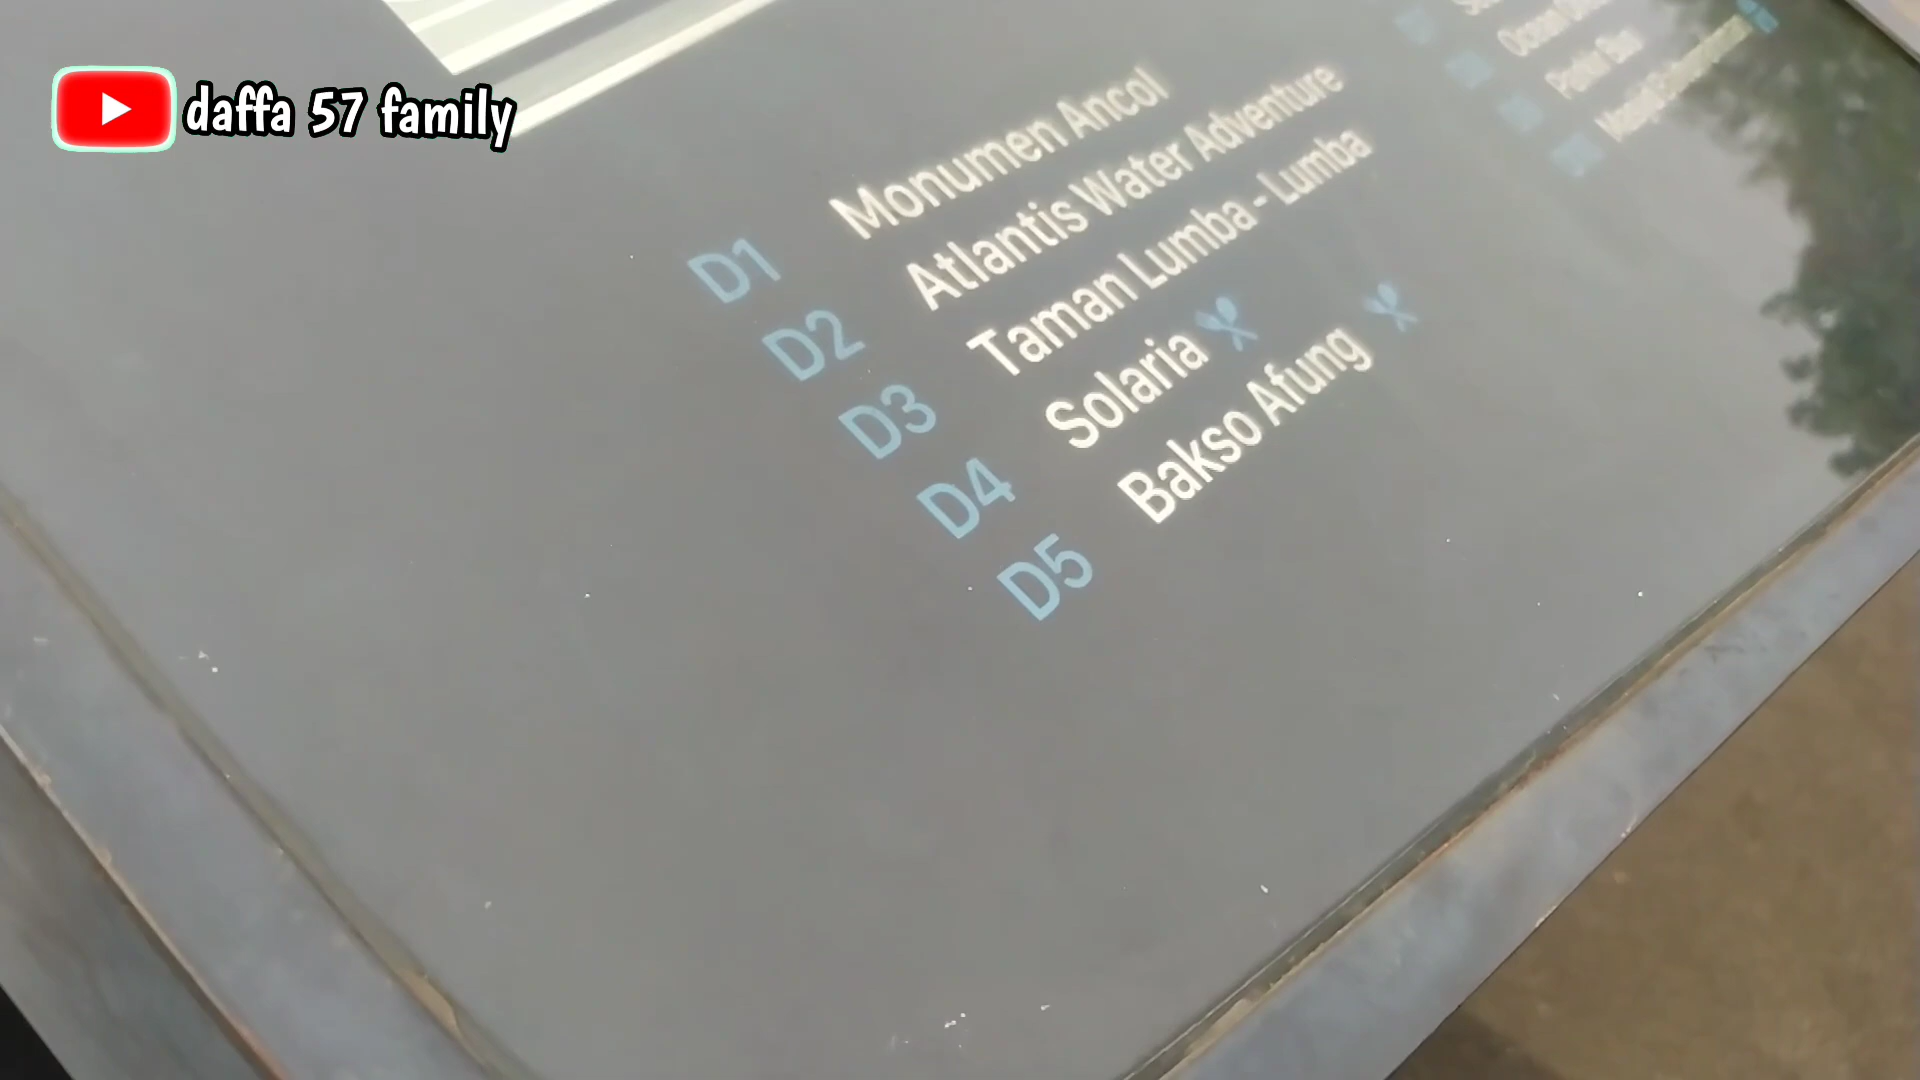 daffa 57 family
D1 Monumen Ancol
D2 Atlantis Water Adventure
D3 Taman Lumba - Lumba
D4 Solaria
D5 Bakso Afung
Ocean